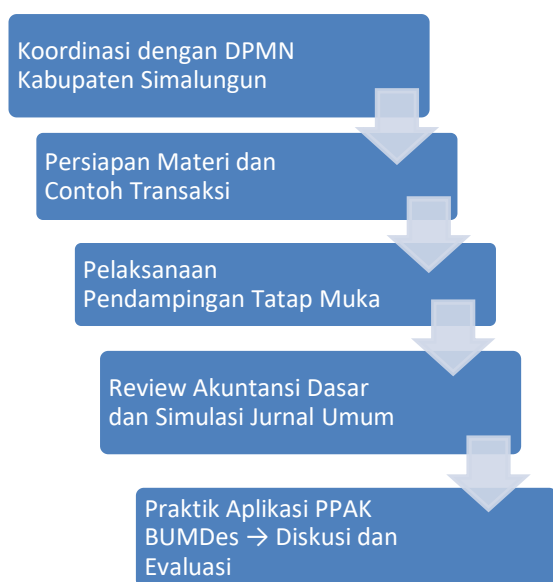 Koordinasi dengan DPMN
Kabupaten Simalungun
Persiapan Materi dan
Contoh Transaksi
Pelaksanaan
Pendampingan Tatap Muka
Review Akuntansi Dasar
dan Simulasi Jurnal Umum
Praktik Aplikasi PPAK
BUMDes → Diskusi dan
Evaluasi